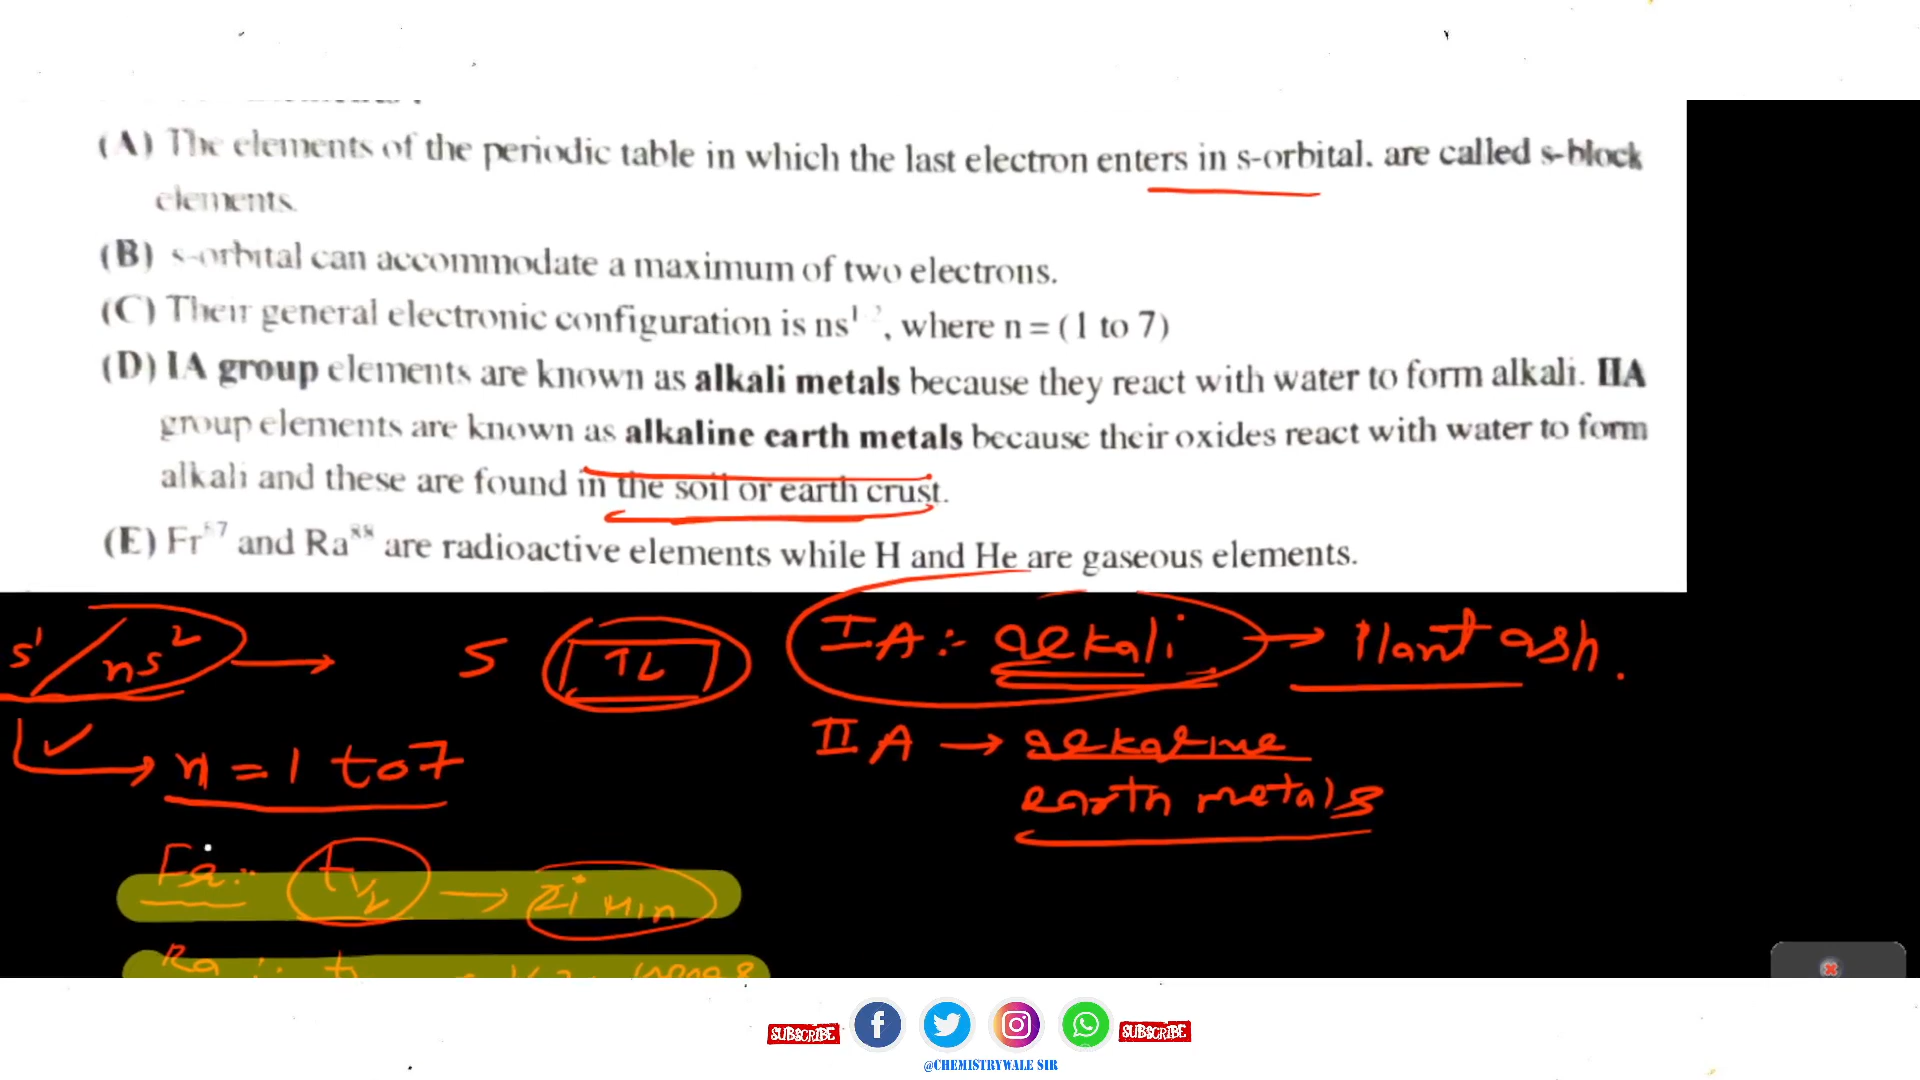 (A) The elements of the periodic table in which the last electron enters in s-orbital. are called s-block
elements.
(B) s-orbital can accommodate a maximum of two electrons.
(C) Their general electronic configuration is ns¹⁻², where n = (1 to 7)
(D) IA group elements are known as alkali metals because they react with water to form alkali. IIA
group elements are known as alkaline earth metals because their oxides react with water to form
alkali and these are found in the soil or earth crust.
(E) Fr⁸⁷ and Ra⁸⁸ are radioactive elements while H and He are gaseous elements.
s¹/ns² → s 1L
IA :- alkali → Plant ash.
IIA → alkaline
earth metals
n = 1 to 7
t½ → 21 min
Ra :-
SUBSCRIBE
SUBSCRIBE
@CHEMISTRYWALE SIR